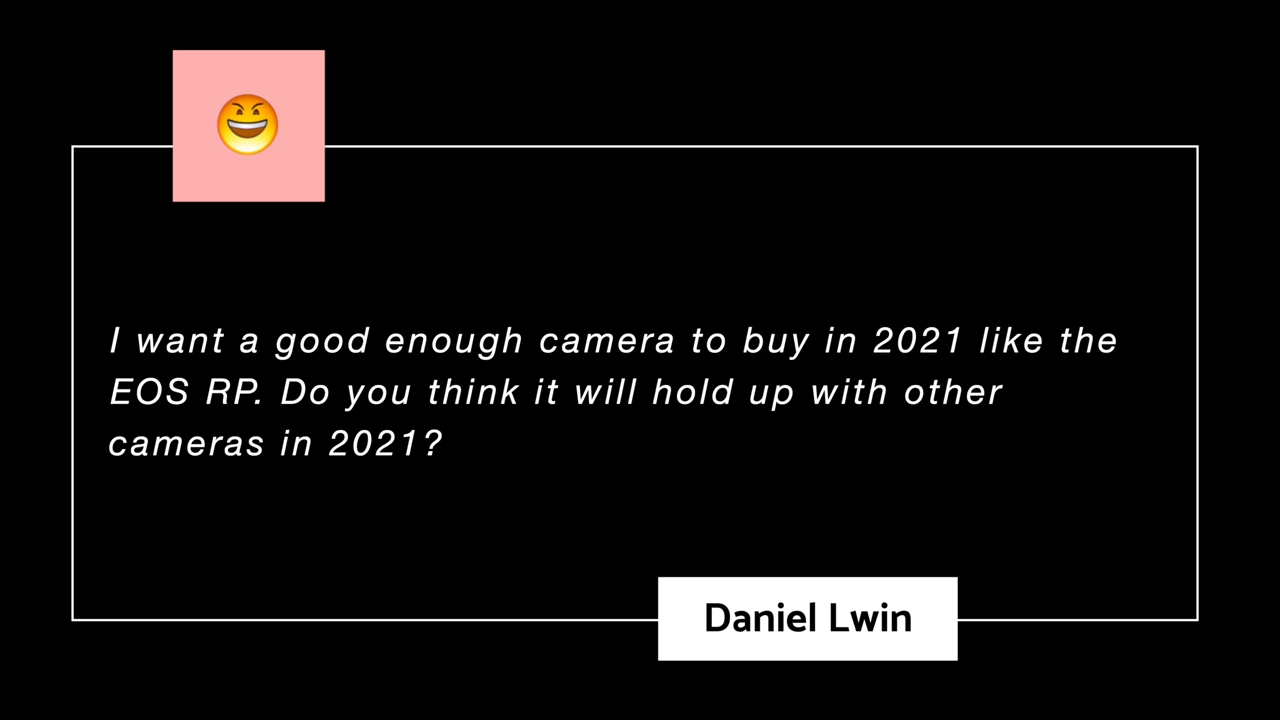 I want a good enough camera to buy in 2021 like the
EOS RP. Do you think it will hold up with other
cameras in 2021?
Daniel Lwin